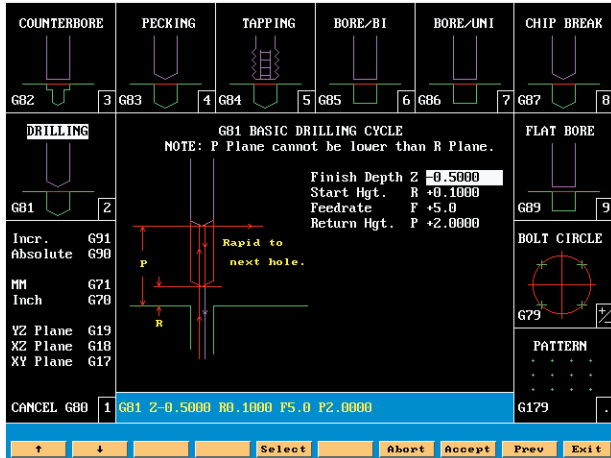 COUNTERBORE
G82 3
PECKING
G83 4
TAPPING
G84 5
BORE/BI
G85 6
BORE/UNI
G86 7
CHIP BREAK
G87 8
DRILLING
G81 2
G81 BASIC DRILLING CYCLE
NOTE: P Plane cannot be lower than R Plane.
Finish Depth Z -0.5000
Start Hgt. R +0.1000
Feedrate F +5.0
Return Hgt. P +2.0000
Rapid to
next hole.
P
R
FLAT BORE
G89 9
Incr. G91
Absolute G90
MM G71
Inch G70
YZ Plane G19
XZ Plane G18
XY Plane G17
BOLT CIRCLE
G79 +/-
PATTERN
G179 .
CANCEL G80 1
G81 Z-0.5000 R0.1000 F5.0 P2.0000
↑ ↓ Select Abort Accept Prev Exit